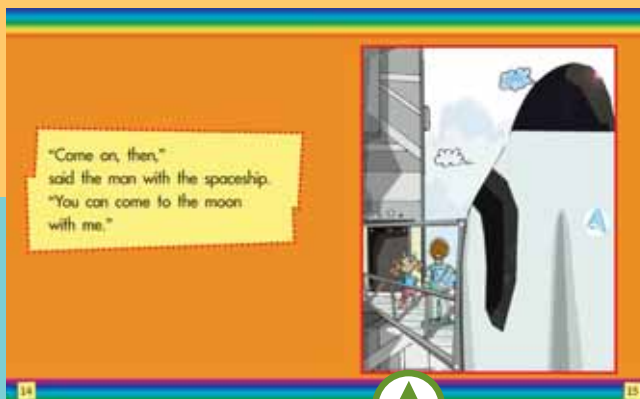 "Come on, then,"
said the man with the spaceship.
"You can come to the moon
with me."
14
15